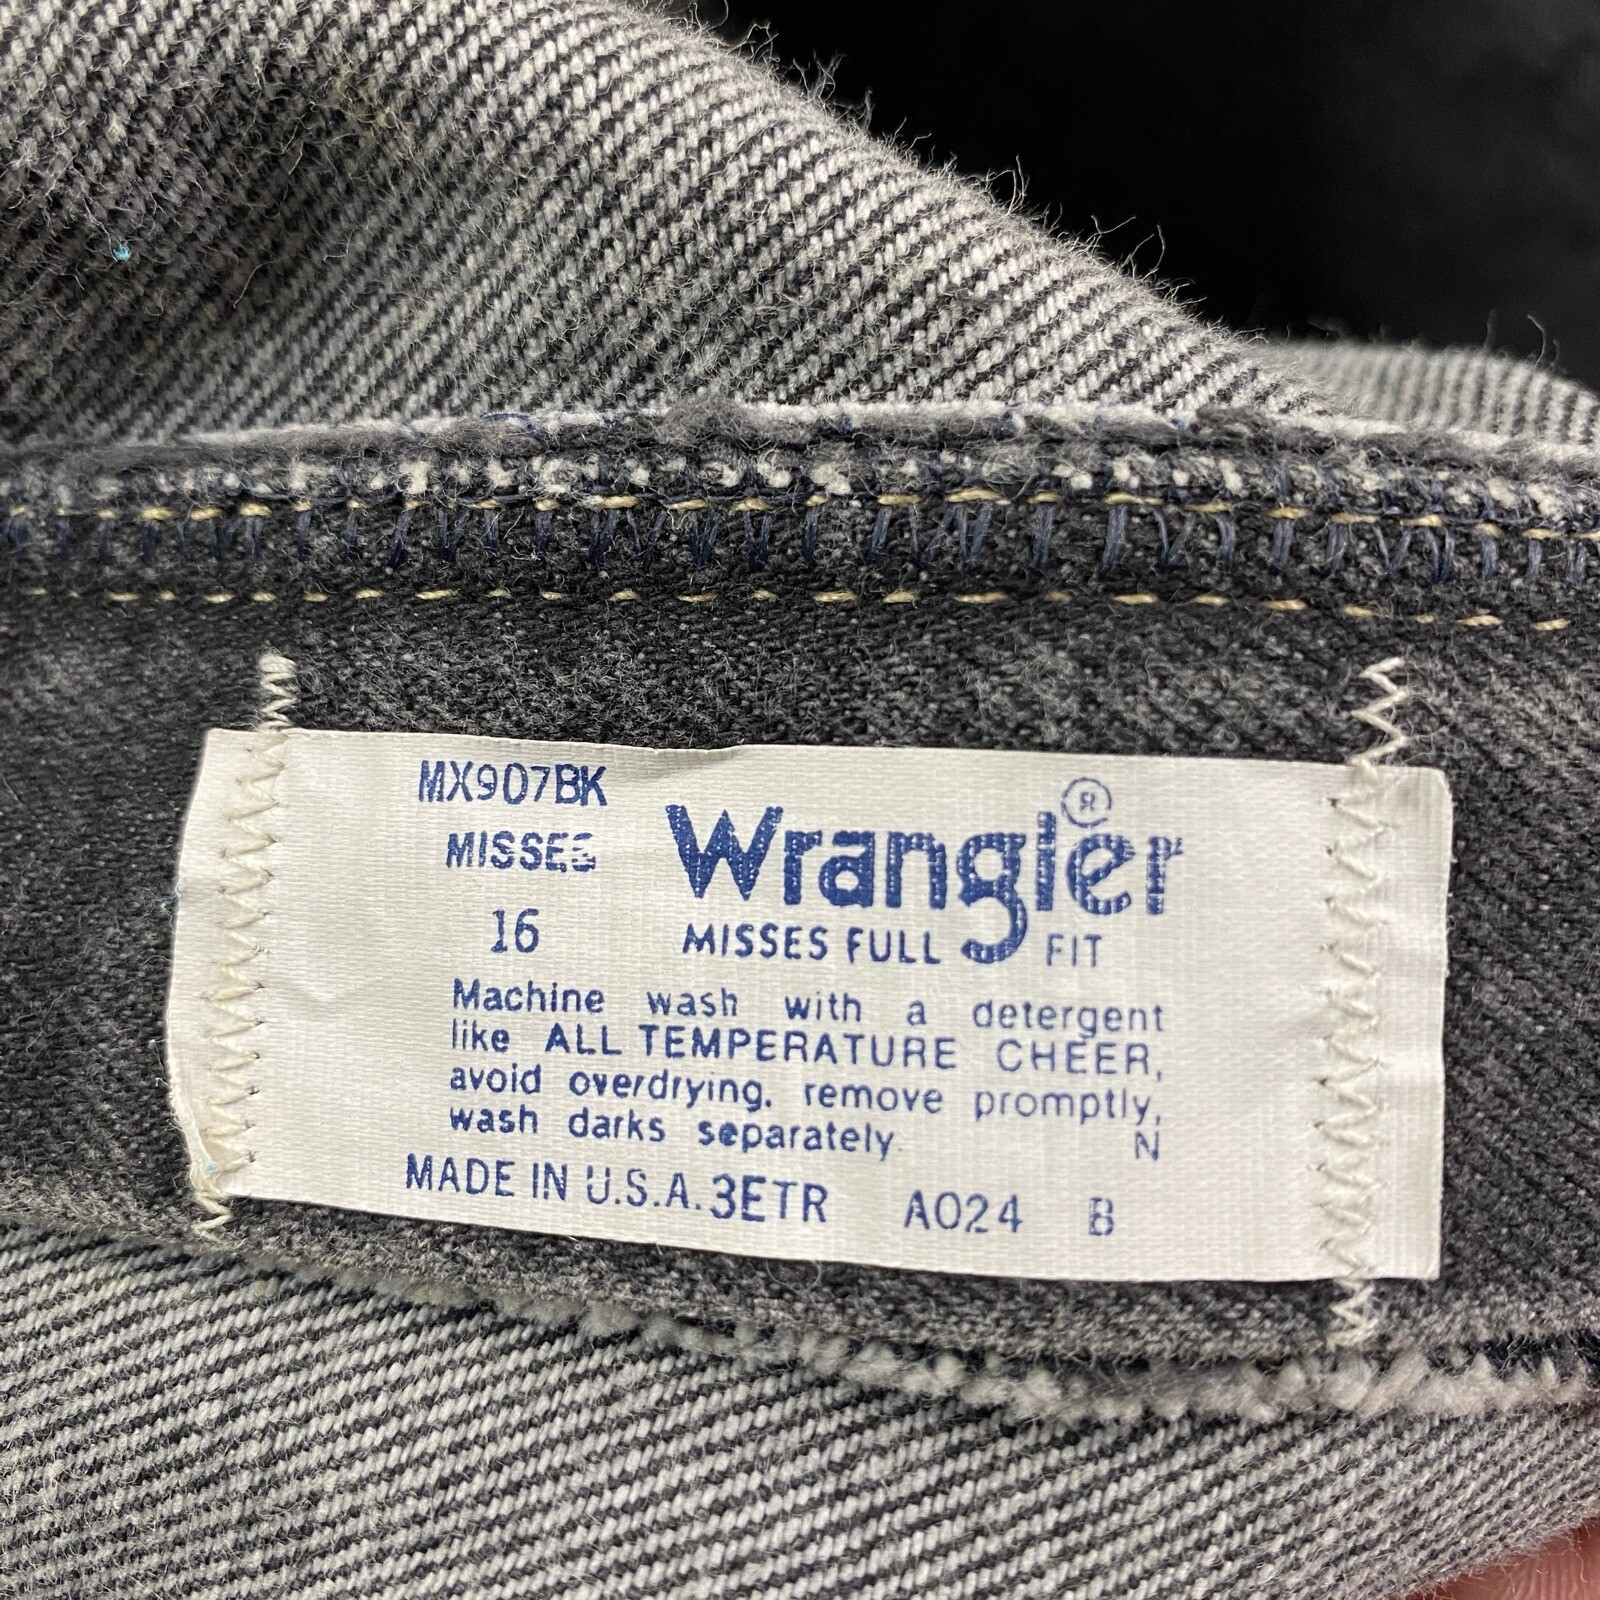 MX907BK
MISSES
16
Wrangler®
MISSES FULL FIT
Machine wash with a detergent
like ALL TEMPERATURE CHEER,
avoid overdrying, remove promptly,
wash darks separately. N
MADE IN U.S.A. 3ETR A024 B